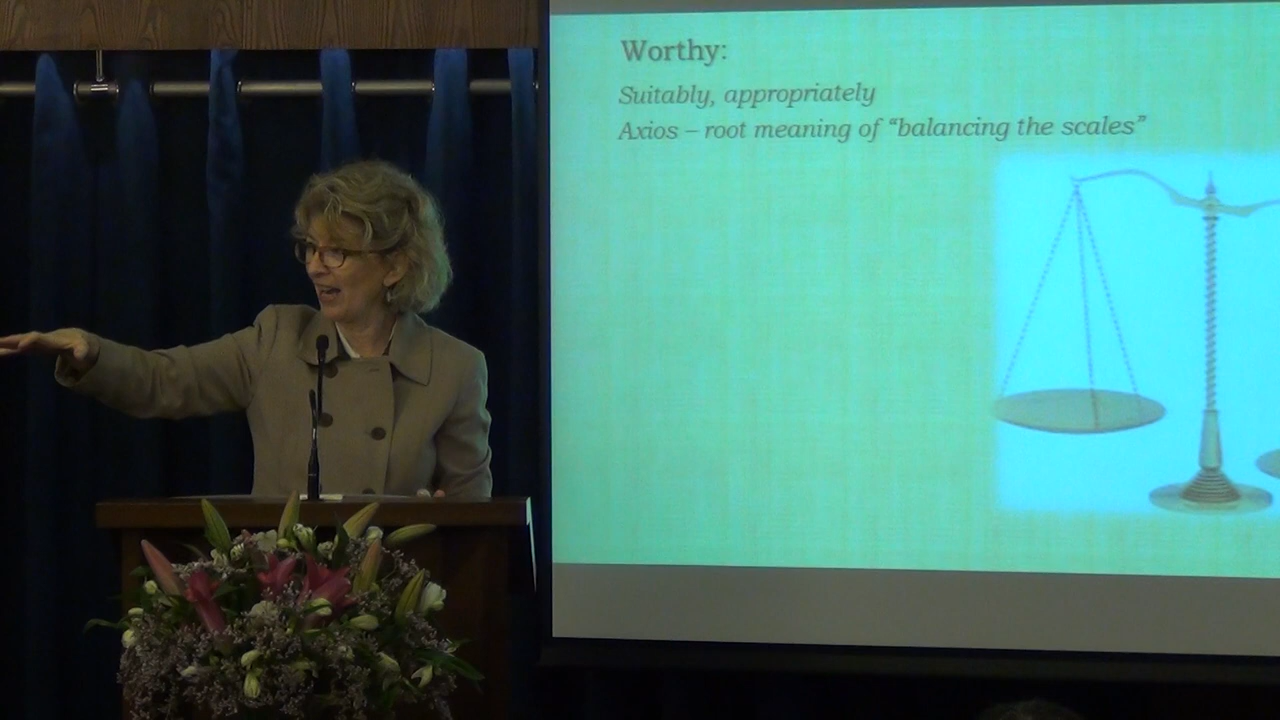 Worthy:
Suitably, appropriately
Axios – root meaning of “balancing the scales”